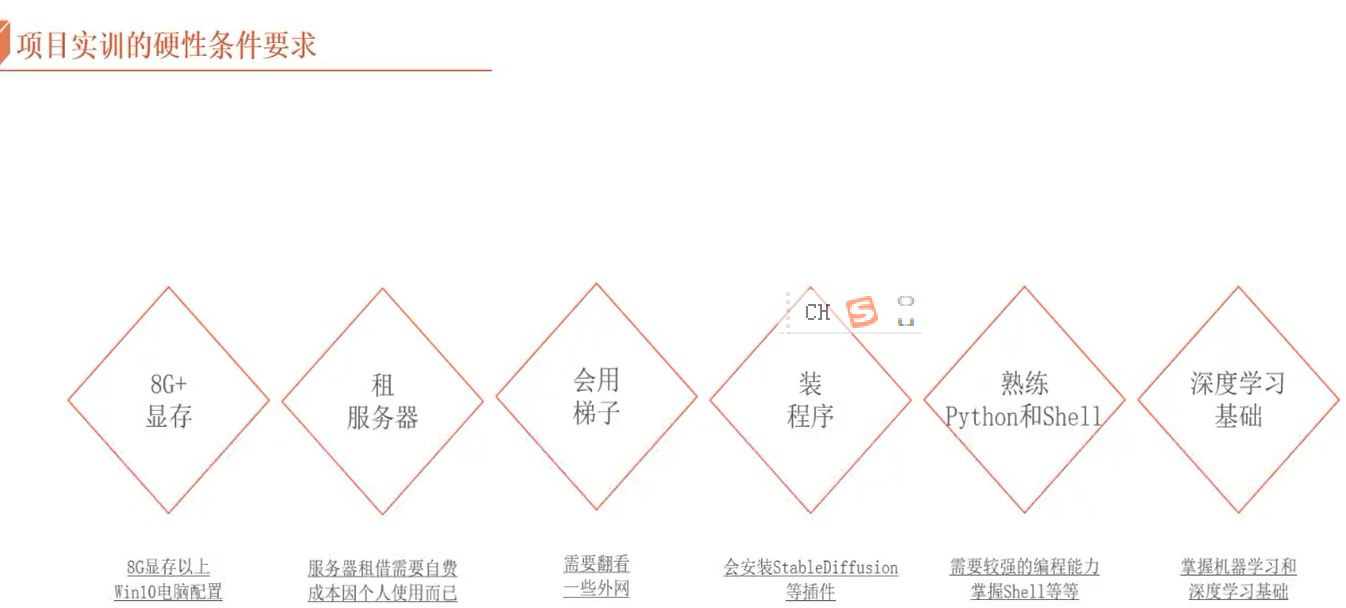 项目实训的硬性条件要求
8G+
显存
租
服务器
会用
梯子
CH
装
程序
熟练
Python和Shell
深度学习
基础
8G显存以上
Win10电脑配置
服务器租借需要自费
成本因个人使用而已
需要翻看
一些外网
会安装StableDiffusion
等插件
需要较强的编程能力
掌握Shell等等
掌握机器学习和
深度学习基础